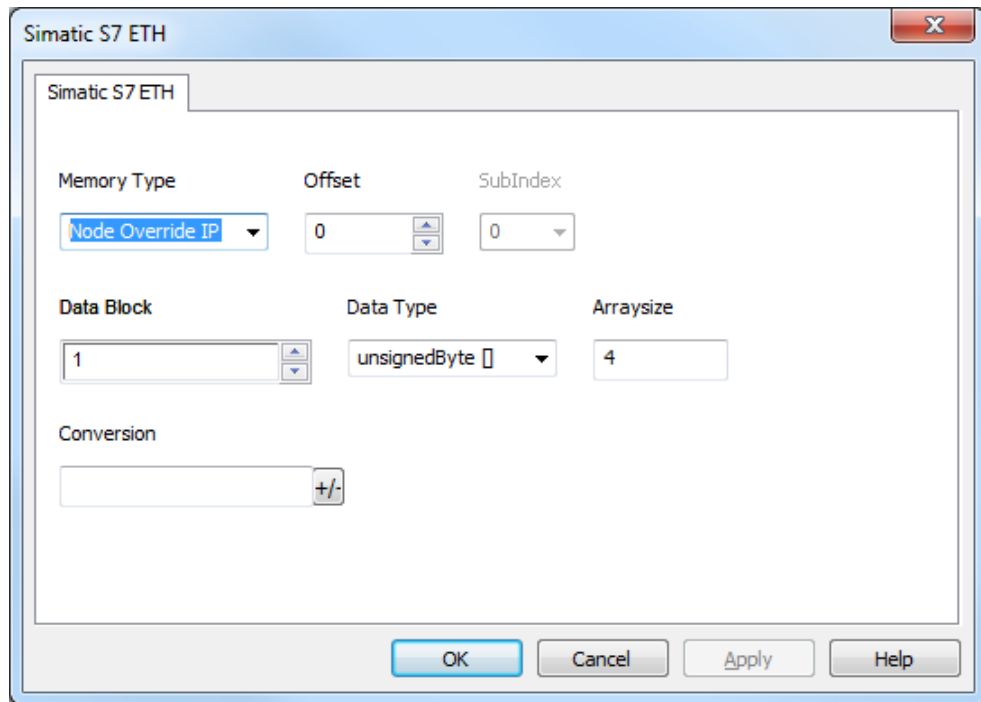 Simatic S7 ETH
Simatic S7 ETH
Memory Type Offset SubIndex
Node Override IP 0 0
Data Block Data Type Arraysize
1 unsignedByte [] 4
Conversion
+/-
OK Cancel Apply Help